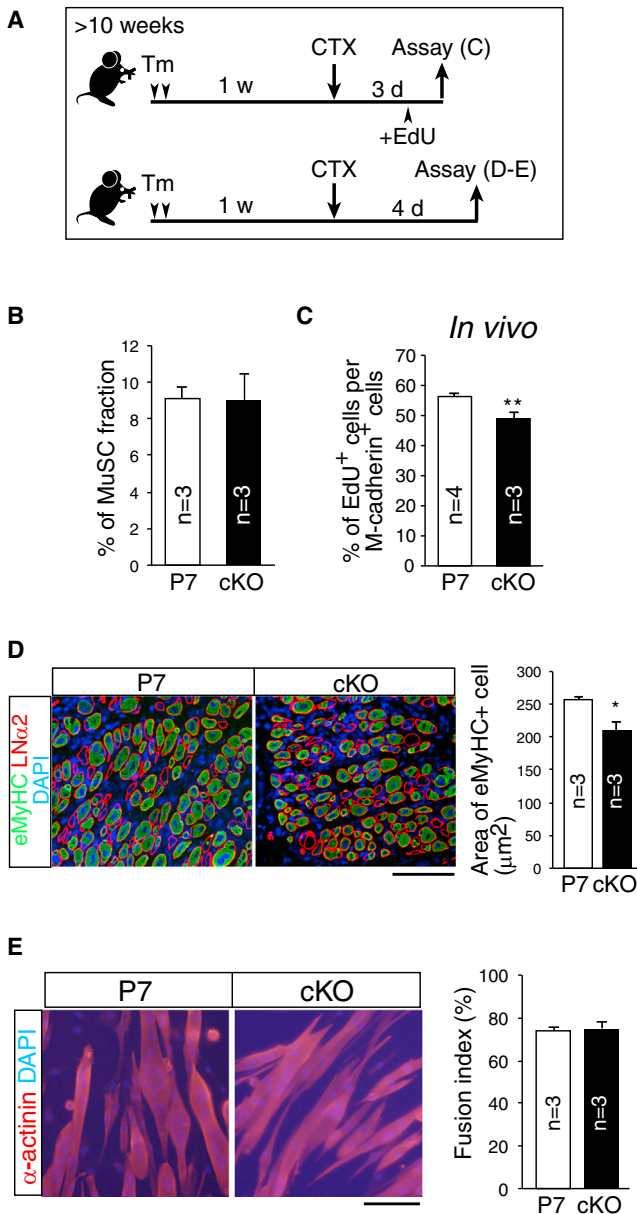 A
>10 weeks
Tm
1 w
CTX
3 d
Assay (C)
+EdU
Tm
1 w
CTX
4 d
Assay (D-E)
B
% of MuSC fraction
12
10
8
6
4
2
0
n=3
n=3
P7
cKO
C
In vivo
% of EdU+ cells per
M-cadherin+ cells
70
60
50
40
30
20
10
0
**
n=4
n=3
P7
cKO
D
P7
cKO
eMyHC LNα2
DAPI
Area of eMyHC+ cell
(μm2)
300
250
200
150
100
50
0
*
n=3
n=3
P7 cKO
E
P7
cKO
α-actinin DAPI
Fusion index (%)
100
80
60
40
20
0
n=3
n=3
P7
cKO